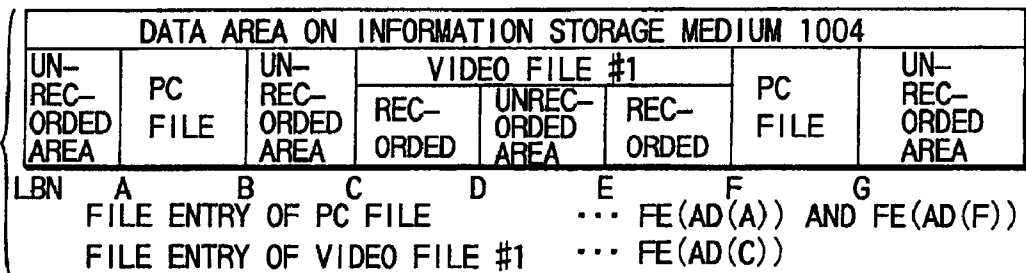 DATA AREA ON INFORMATION STORAGE MEDIUM 1004
UN-
REC-
ORDED
AREA
PC
FILE
UN-
REC-
ORDED
AREA
VIDEO FILE #1
REC-
ORDED
UNREC-
ORDED
AREA
REC-
ORDED
PC
FILE
UN-
REC-
ORDED
AREA
LBN A B C D E F G
FILE ENTRY OF PC FILE ··· FE(AD(A)) AND FE(AD(F))
FILE ENTRY OF VIDEO FILE #1 ··· FE(AD(C))